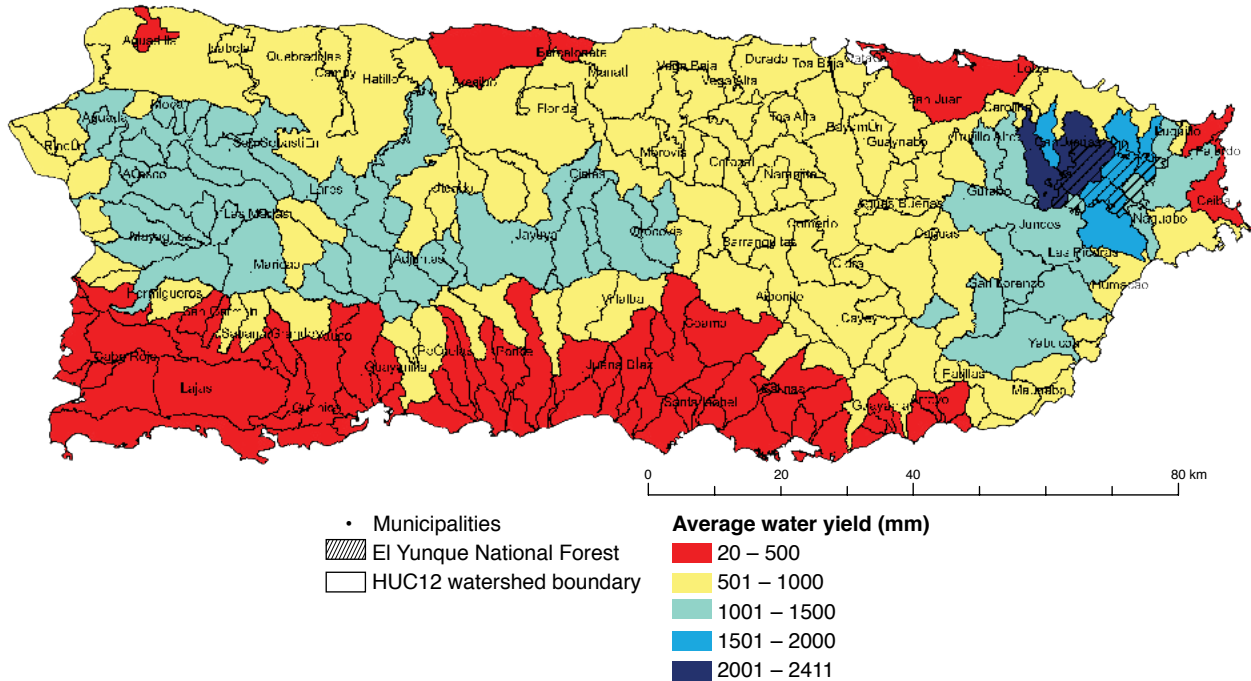 Aguadilla
Isabela
Quebradillas
Camuy
Hatillo
Arecibo
Barceloneta
Manatí
Vega Baja
Vega Alta
Dorado
Toa Baja
Cataño
San Juan
Loíza
Carolina
Florida
Toa Alta
Bayamón
Guaynabo
Trujillo Alto
Canóvanas
Luquillo
Fajardo
Ceiba
Moca
Aguada
Rincón
San Sebastián
Añasco
Lares
Utuado
Ciales
Morovis
Corozal
Naranjito
Las Marías
Mayagüez
Maricao
Adjuntas
Jayuya
Orocovis
Barranquitas
Comerío
Aguas Buenas
Caguas
Gurabo
Juncos
Naguabo
Las Piedras
Humacao
San Lorenzo
Cidra
Aibonito
Cayey
Yabucoa
Hormigueros
San Germán
Sabana Grande
Yauco
Villalba
Coamo
Cabo Rojo
Lajas
Guánica
Guayanilla
Peñuelas
Ponce
Juana Díaz
Santa Isabel
Salinas
Guayama
Arroyo
Patillas
Maunabo
0 20 40 80 km
• Municipalities
El Yunque National Forest
HUC12 watershed boundary
Average water yield (mm)
20 – 500
501 – 1000
1001 – 1500
1501 – 2000
2001 – 2411